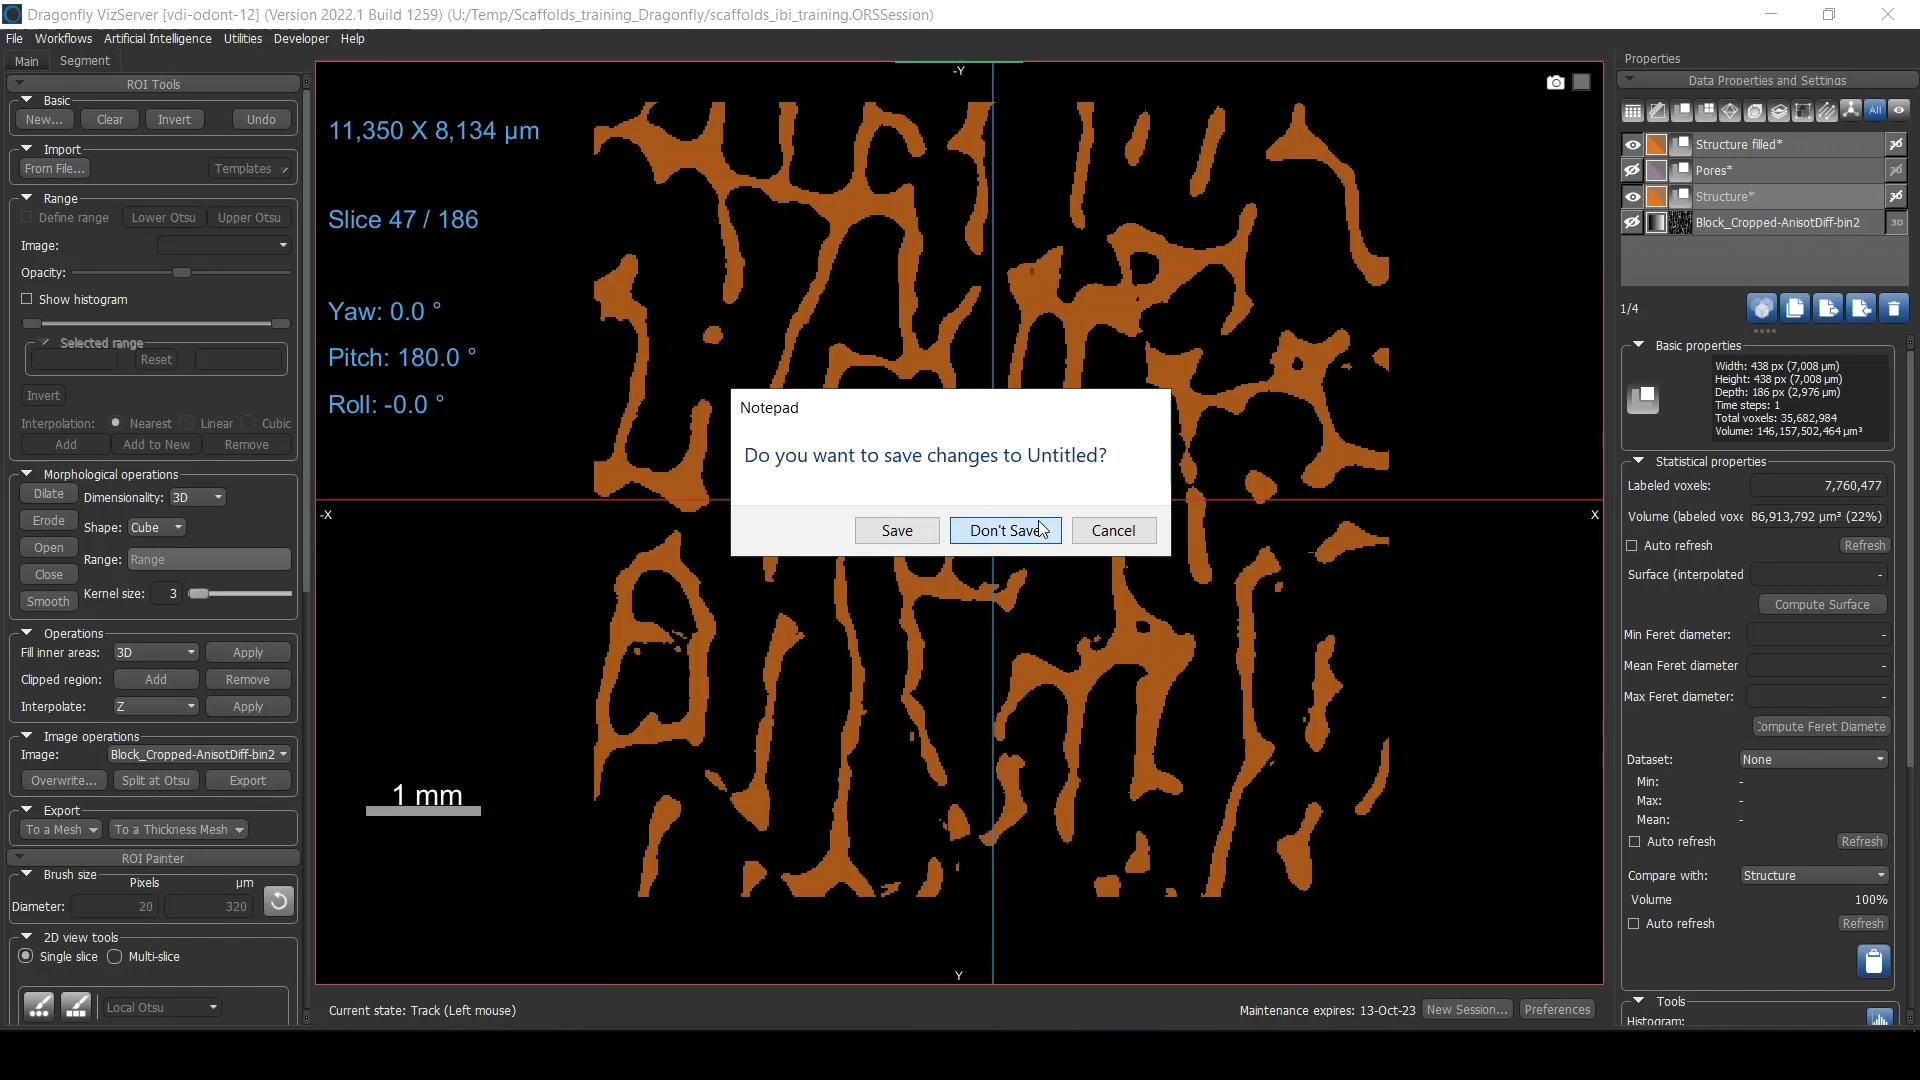 Dragonfly VizServer [vdi-odont-12] (Version 2022.1 Build 1259) (U:/Temp/Scaffolds_training_Dragonfly/scaffolds_ibi_training.ORSSession)
File Workflows Artificial Intelligence Utilities Developer Help
Main Segment
ROI Tools
Basic
New... Clear Invert Undo
Import
From File... Templates
Range
Define range Lower Otsu Upper Otsu
Image:
Opacity:
Show histogram
Selected range
Reset
Invert
Interpolation: Nearest Linear Cubic
Add Add to New Remove
Morphological operations
Dilate Dimensionality: 3D
Erode Shape: Cube
Open
Range: Range
Close
Kernel size: 3
Smooth
Operations
Fill inner areas: 3D Apply
Clipped region: Add Remove
Interpolate: Z Apply
Image operations
Image: Block_Cropped-AnisotDiff-bin2
Overwrite... Split at Otsu Export
Export
To a Mesh To a Thickness Mesh
ROI Painter
Brush size
Pixels µm
Diameter: 20 320
2D view tools
Single slice Multi-slice
Local Otsu
-Y
11,350 X 8,134 µm
Slice 47 / 186
Yaw: 0.0 °
Pitch: 180.0 °
Roll: -0.0 °
-X
X
1 mm
Y
Notepad
Do you want to save changes to Untitled?
Save Don't Save Cancel
Current state: Track (Left mouse)
Maintenance expires: 13-Oct-23 New Session... Preferences
Properties
Data Properties and Settings
All
Structure filled*
Pores*
Structure*
Block_Cropped-AnisotDiff-bin2 3D
1/4
Basic properties
Width: 438 px (7,008 µm)
Height: 438 px (7,008 µm)
Depth: 186 px (2,976 µm)
Time steps: 1
Total voxels: 35,682,984
Volume: 146,157,502,464 µm³
Statistical properties
Labeled voxels: 7,760,477
Volume (labeled voxe 86,913,792 µm³ (22%)
Auto refresh Refresh
Surface (interpolated -
Compute Surface
Min Feret diameter: -
Mean Feret diameter -
Max Feret diameter: -
Compute Feret Diamete
Dataset: None
Min: -
Max: -
Mean: -
Auto refresh Refresh
Compare with: Structure
Volume 100%
Auto refresh Refresh
Tools
Histogram: